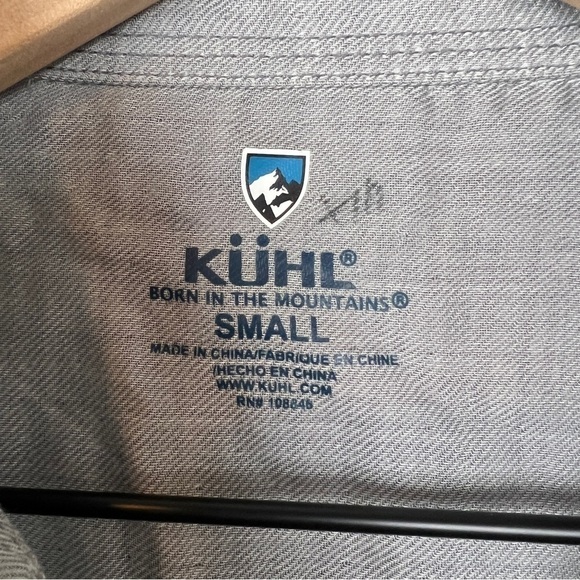 KÜHL®
BORN IN THE MOUNTAINS®
SMALL
MADE IN CHINA/FABRIQUE EN CHINE
/HECHO EN CHINA
WWW.KUHL.COM
RN# 108846